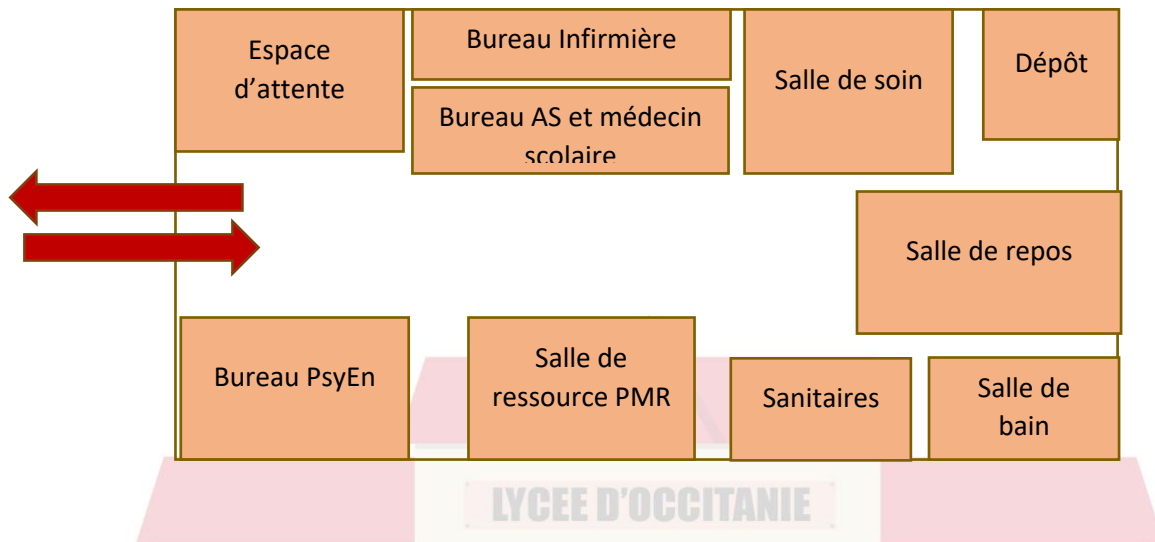 Espace
d’attente
Bureau Infirmière
Bureau AS et médecin
scolaire
Salle de soin
Dépôt
Salle de repos
Bureau PsyEn
Salle de
ressource PMR
Sanitaires
Salle de
bain
LYCEE D'OCCITANIE